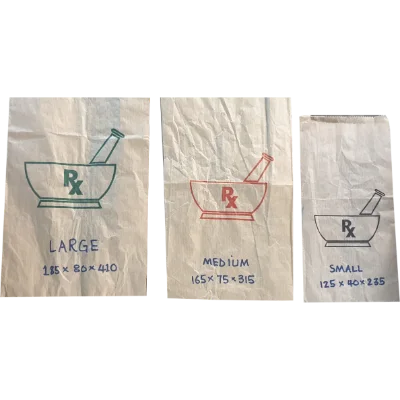 Rx
LARGE
185 x 80 x 410
Rx
MEDIUM
165 x 75 x 315
Rx
SMALL
125 x 40 x 235